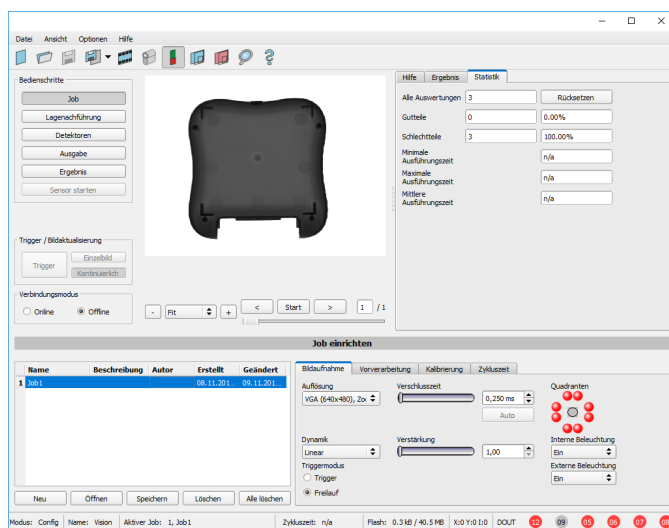 Datei Ansicht Optionen Hilfe
Bedienschritte
Job
Lagenachführung
Detektoren
Ausgabe
Ergebnis
Sensor starten
Trigger / Bildaktualisierung
Trigger
Einzelbild
Kontinuierlich
Verbindungsmodus
Online Offline
- Fit + < Start > 1 / 1
Hilfe Ergebnis Statistik
Alle Auswertungen 3 Rücksetzen
Gutteile 0 0.00%
Schlechtteile 3 100.00%
Minimale
Ausführungszeit n/a
Maximale
Ausführungszeit n/a
Mittlere
Ausführungszeit n/a
Job einrichten
Name Beschreibung Autor Erstellt Geändert
1 Job1 08.11.201... 09.11.201...
Neu Öffnen Speichern Löschen Alle löschen
Bildaufnahme Vorverarbeitung Kalibrierung Zykluszeit
Auflösung Verschlusszeit Quadranten
VGA (640x480), Zoo 0,250 ms
Auto
Dynamik Verstärkung Interne Beleuchtung
Linear 1,00 Ein
Triggermodus Externe Beleuchtung
Trigger Ein
Freilauf
Modus: Config Name: Vision Aktiver Job: 1, Job1 Zykluszeit: n/a Flash: 0.3 kB / 40.5 MB X:0 Y:0 I:0 DOUT 12 09 05 06 07 08